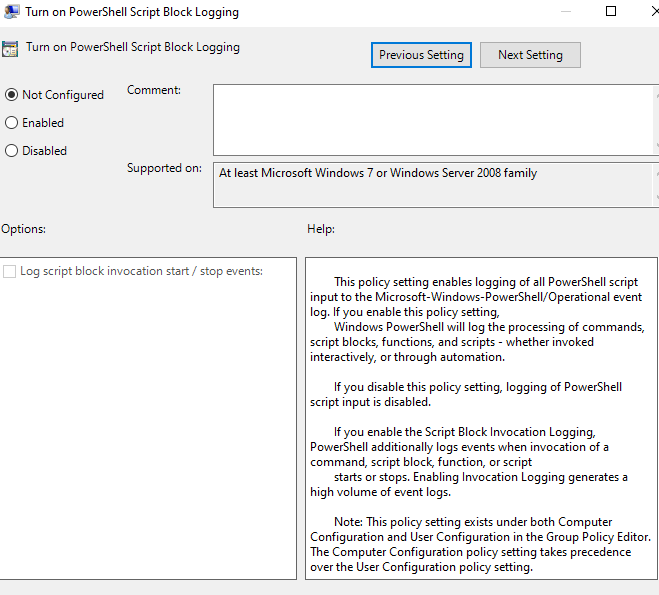 Turn on PowerShell Script Block Logging
Turn on PowerShell Script Block Logging
Previous Setting
Next Setting
Not Configured
Enabled
Disabled
Comment:
Supported on:
At least Microsoft Windows 7 or Windows Server 2008 family
Options:
Help:
Log script block invocation start / stop events:
This policy setting enables logging of all PowerShell script
input to the Microsoft-Windows-PowerShell/Operational event
log. If you enable this policy setting,
Windows PowerShell will log the processing of commands,
script blocks, functions, and scripts - whether invoked
interactively, or through automation.
If you disable this policy setting, logging of PowerShell
script input is disabled.
If you enable the Script Block Invocation Logging,
PowerShell additionally logs events when invocation of a
command, script block, function, or script
starts or stops. Enabling Invocation Logging generates a
high volume of event logs.
Note: This policy setting exists under both Computer
Configuration and User Configuration in the Group Policy Editor.
The Computer Configuration policy setting takes precedence
over the User Configuration policy setting.